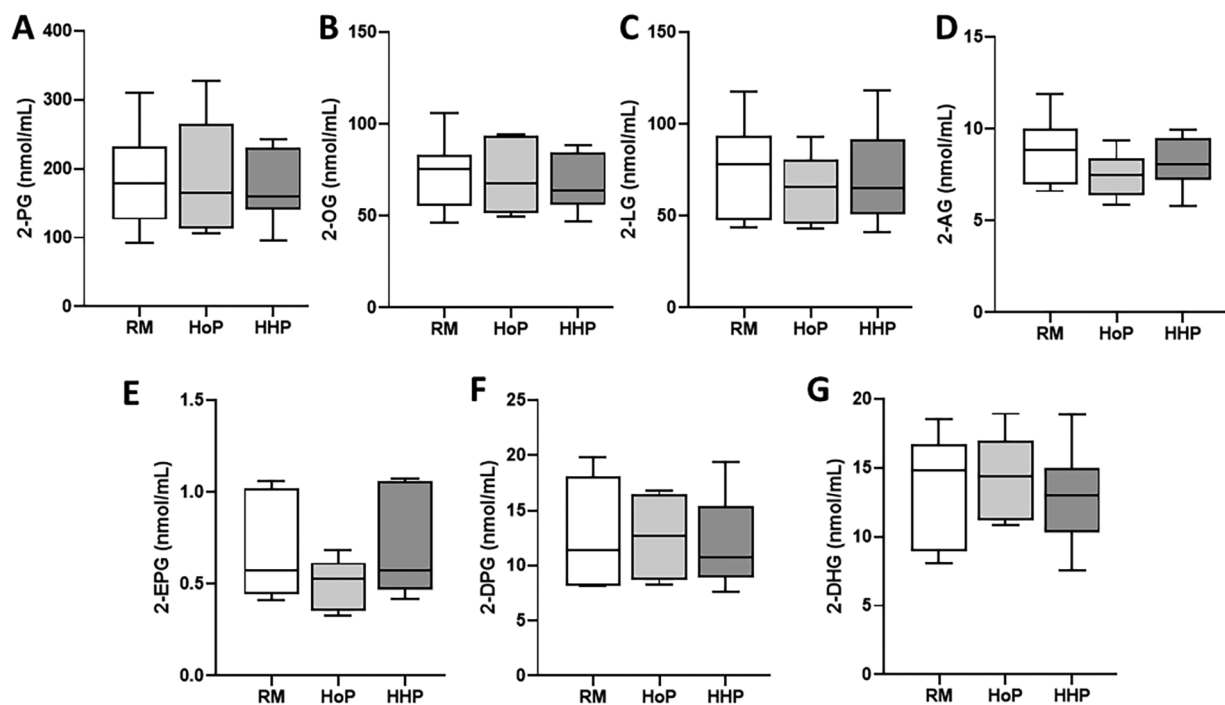 A
2-PG (nmol/mL)
400
300
200
100
0
RM HoP HHP
B
2-OG (nmol/mL)
150
100
50
0
RM HoP HHP
C
2-LG (nmol/mL)
150
100
50
0
RM HoP HHP
D
2-AG (nmol/mL)
15
10
5
0
RM HoP HHP
E
2-EPG (nmol/mL)
1.5
1.0
0.5
0.0
RM HoP HHP
F
2-DPG (nmol/mL)
25
20
15
10
5
0
RM HoP HHP
G
2-DHG (nmol/mL)
20
15
10
5
0
RM HoP HHP